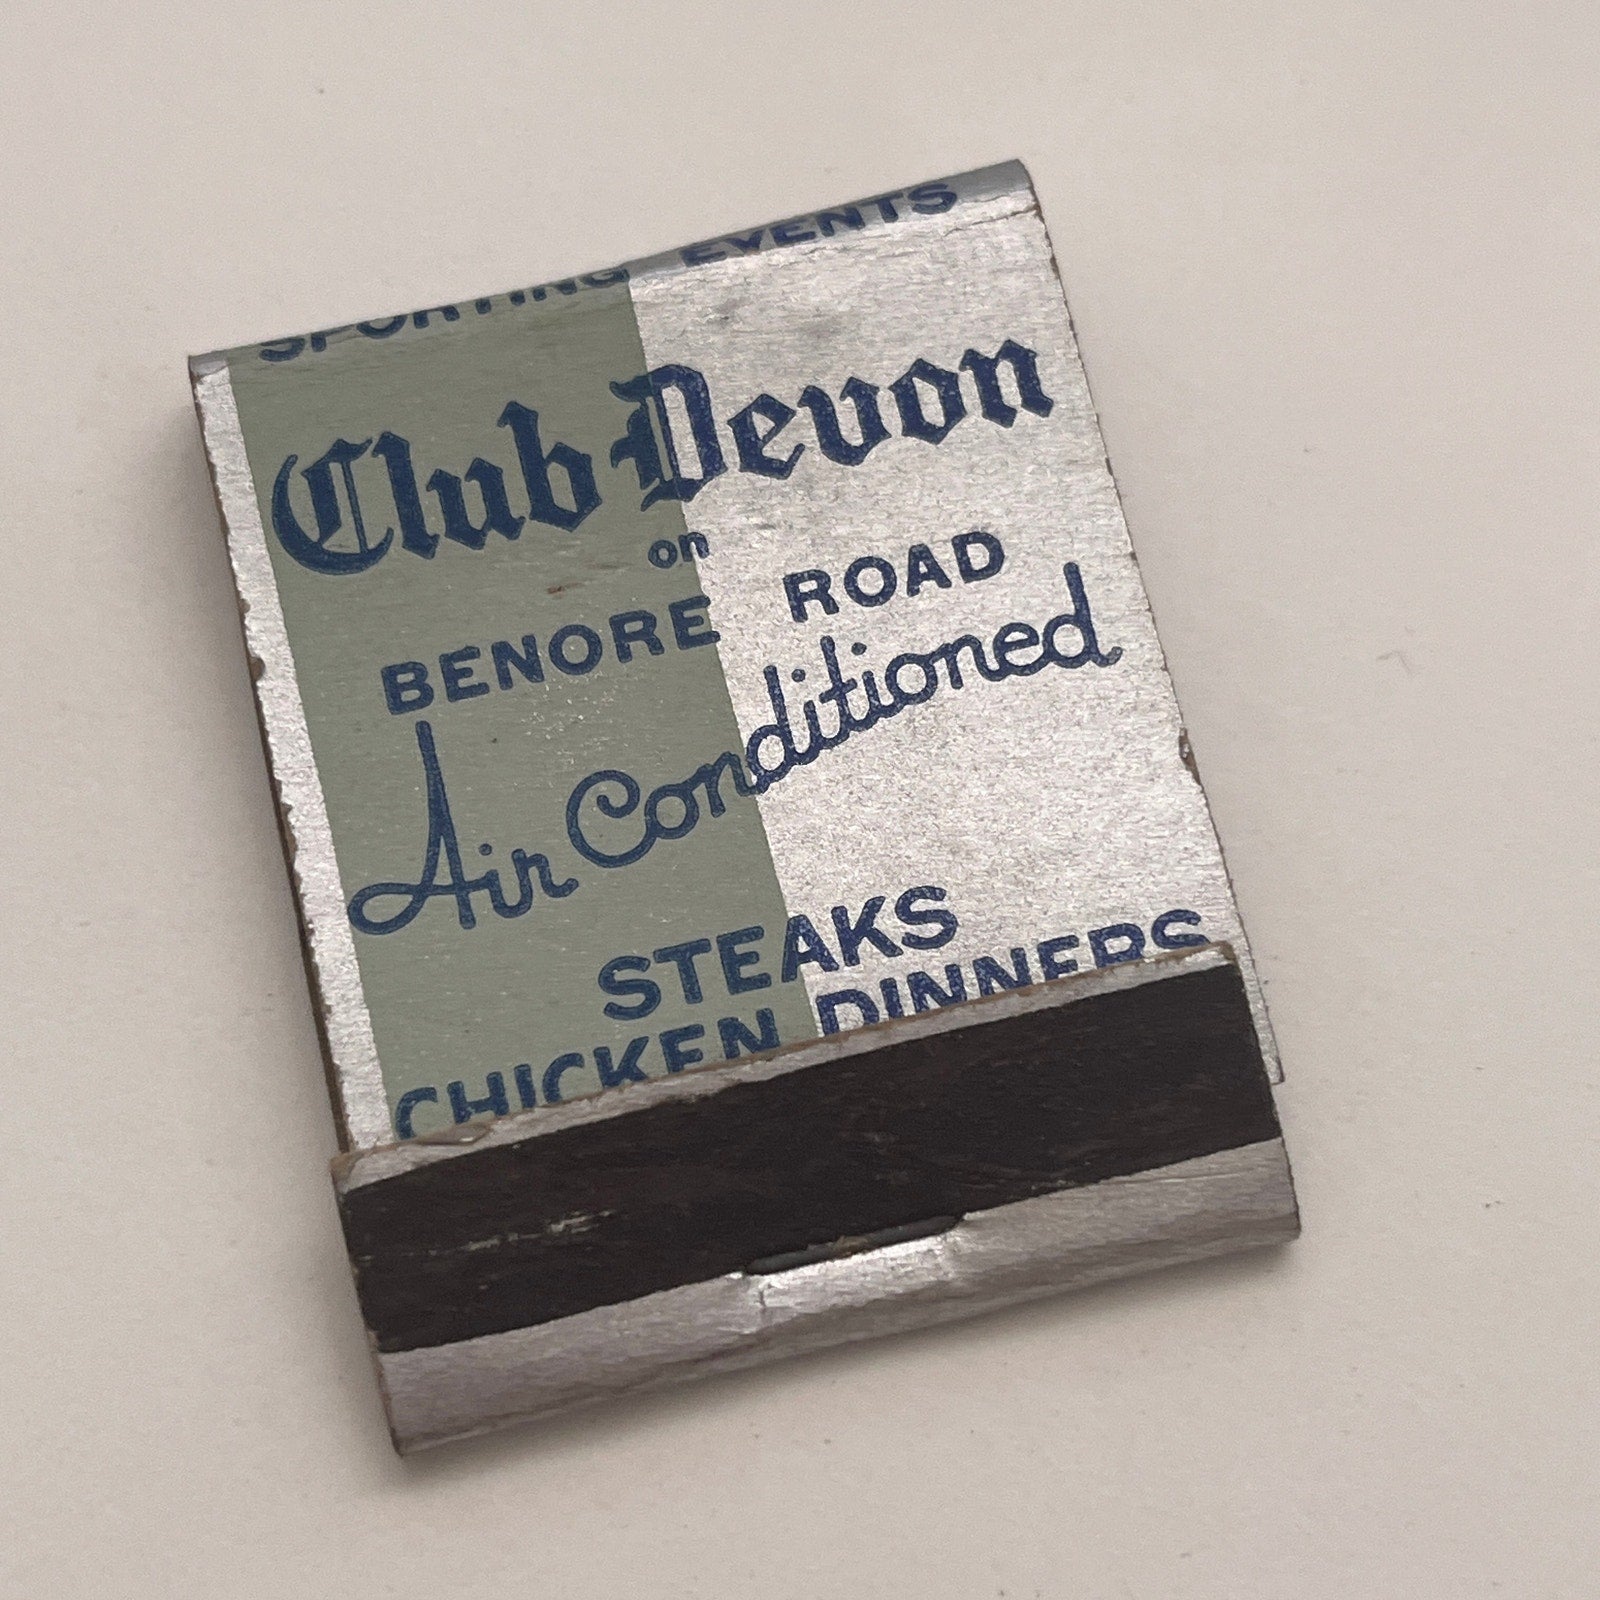 SPORTING EVENTS
Club Devon
on
BENORE ROAD
Air Conditioned
STEAKS
CHICKEN DINNERS